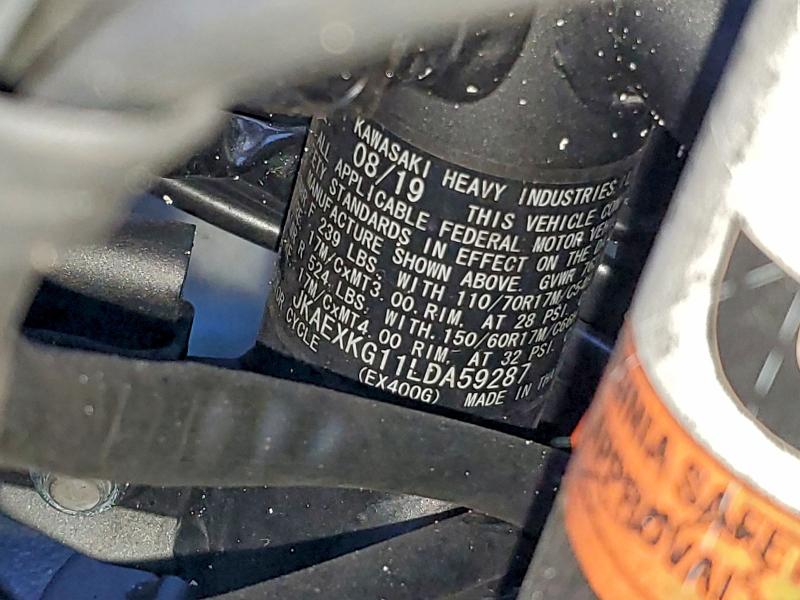 KAWASAKI HEAVY INDUSTRIES,
08/19 THIS VEHICLE
ALL APPLICABLE FEDERAL MOTOR
STANDARDS IN EFFECT ON THE
MANUFACTURE SHOWN ABOVE. GVWR
F 239 LBS. WITH 110/70R17M/C
17M/CxMT3.00.RIM. AT 28 PSI.
R 524 LBS. WITH.150/60R17M/C
17M/CxMT4.00 RIM. AT 32 PSI.
JKAEXKG11LDA59287
CYCLE (EX400G) MADE IN